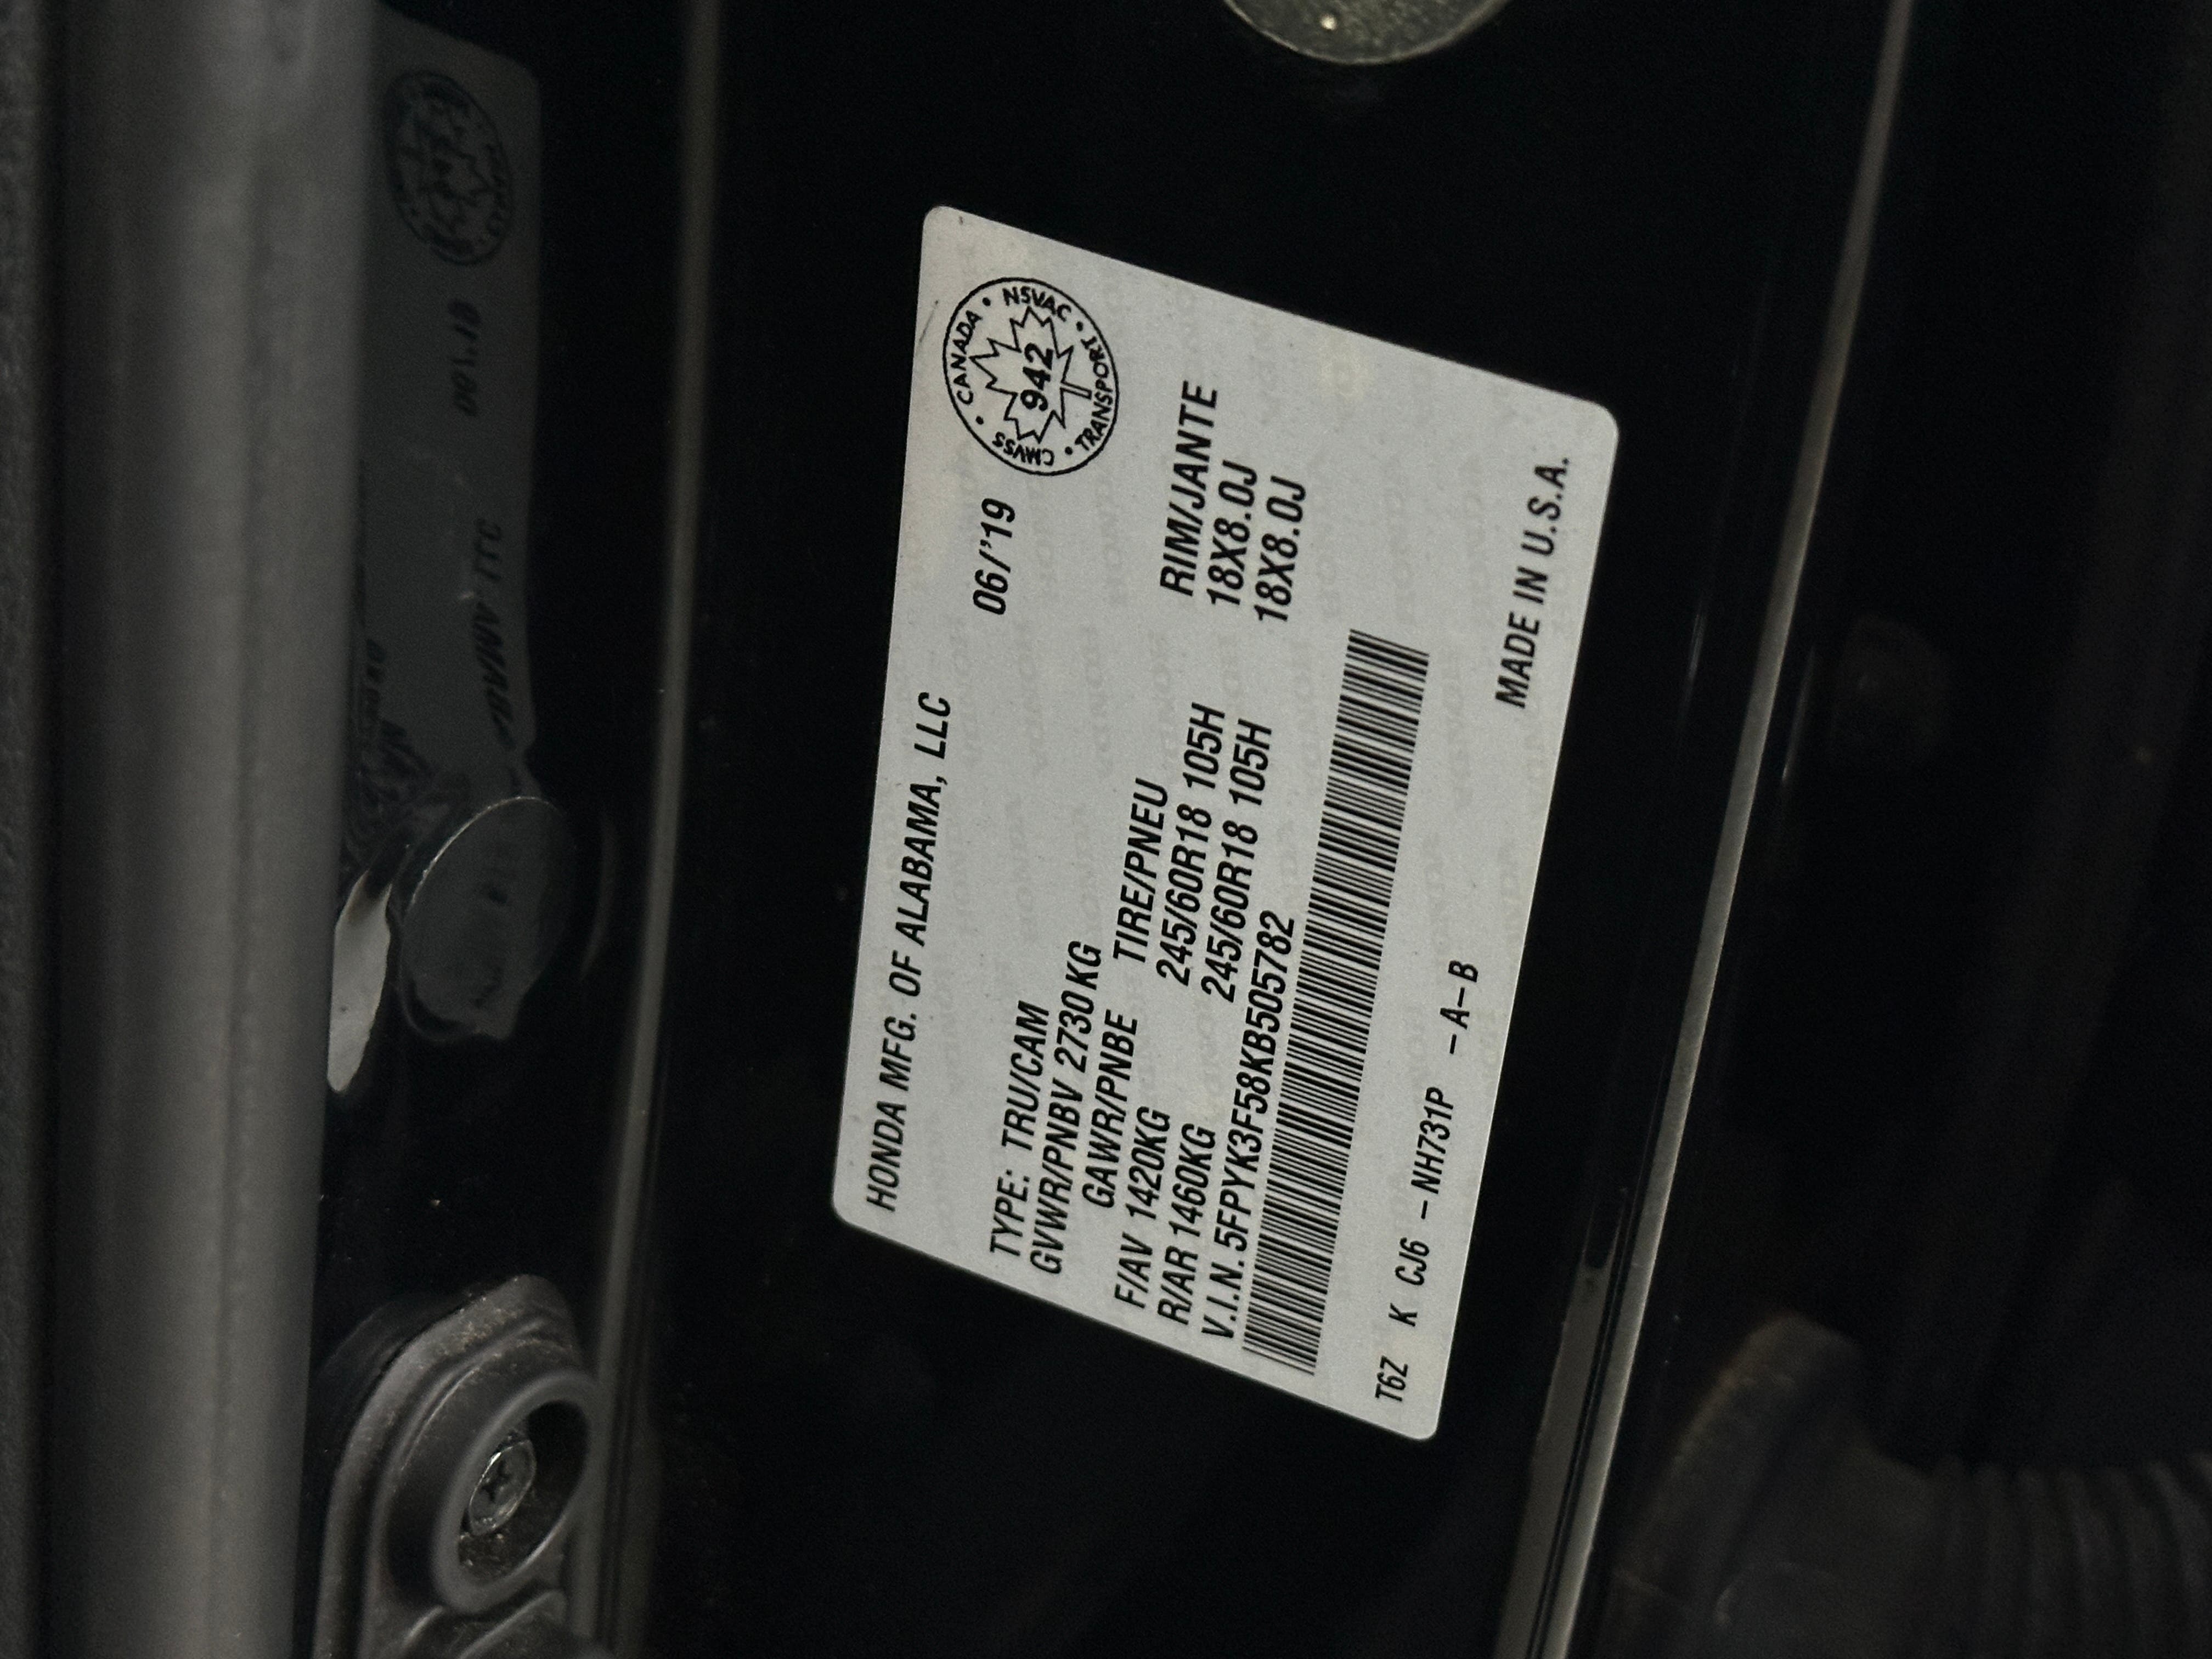 HONDA MFG. OF ALABAMA, LLC 06/'19
CANADA • NSVAC • TRANSPORT • CMVSS •
942
TYPE: TRU/CAM
GVWR/PNBV 2730 KG
GAWR/PNBE TIRE/PNEU RIM/JANTE
F/AV 1420KG 245/60R18 105H 18X8.0J
R/AR 1460KG 245/60R18 105H 18X8.0J
V.I.N. 5FPYK3F58KB505782
MADE IN U.S.A.
T6Z K CJ6 –NH731P –A–B